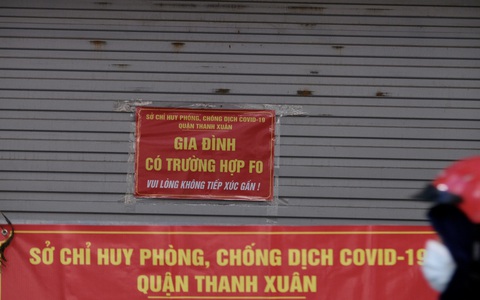 SỞ CHỈ HUY PHÒNG, CHỐNG DỊCH COVID-19
QUẬN THANH XUÂN
GIA ĐÌNH
CÓ TRƯỜNG HỢP F0
VUI LÒNG KHÔNG TIẾP XÚC GẦN !
SỞ CHỈ HUY PHÒNG, CHỐNG DỊCH COVID-19
QUẬN THANH XUÂN